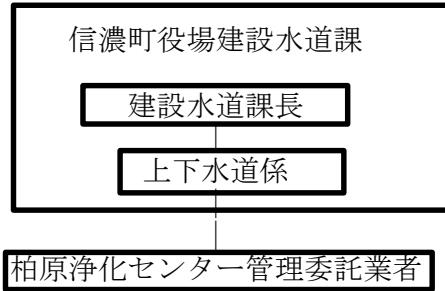 信濃町役場建設水道課
建設水道課長
上下水道係
柏原浄化センター管理委託業者